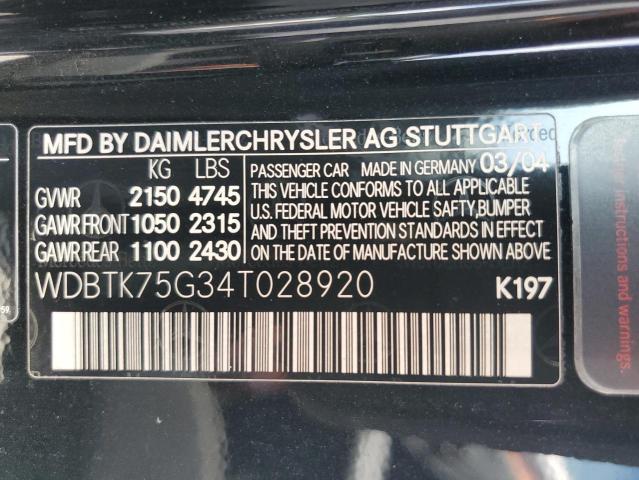 MFD BY DAIMLERCHRYSLER AG STUTTGART
KG LBS
GVWR 2150 4745
GAWR FRONT 1050 2315
GAWR REAR 1100 2430
PASSENGER CAR MADE IN GERMANY 03/04
THIS VEHICLE CONFORMS TO ALL APPLICABLE
U.S. FEDERAL MOTOR VEHICLE SAFTY,BUMPER
AND THEFT PREVENTION STANDARDS IN EFFECT
ON THE DATE OF MANUFACTURE SHOWN ABOVE
WDBTK75G34T028920 K197
and warnings.